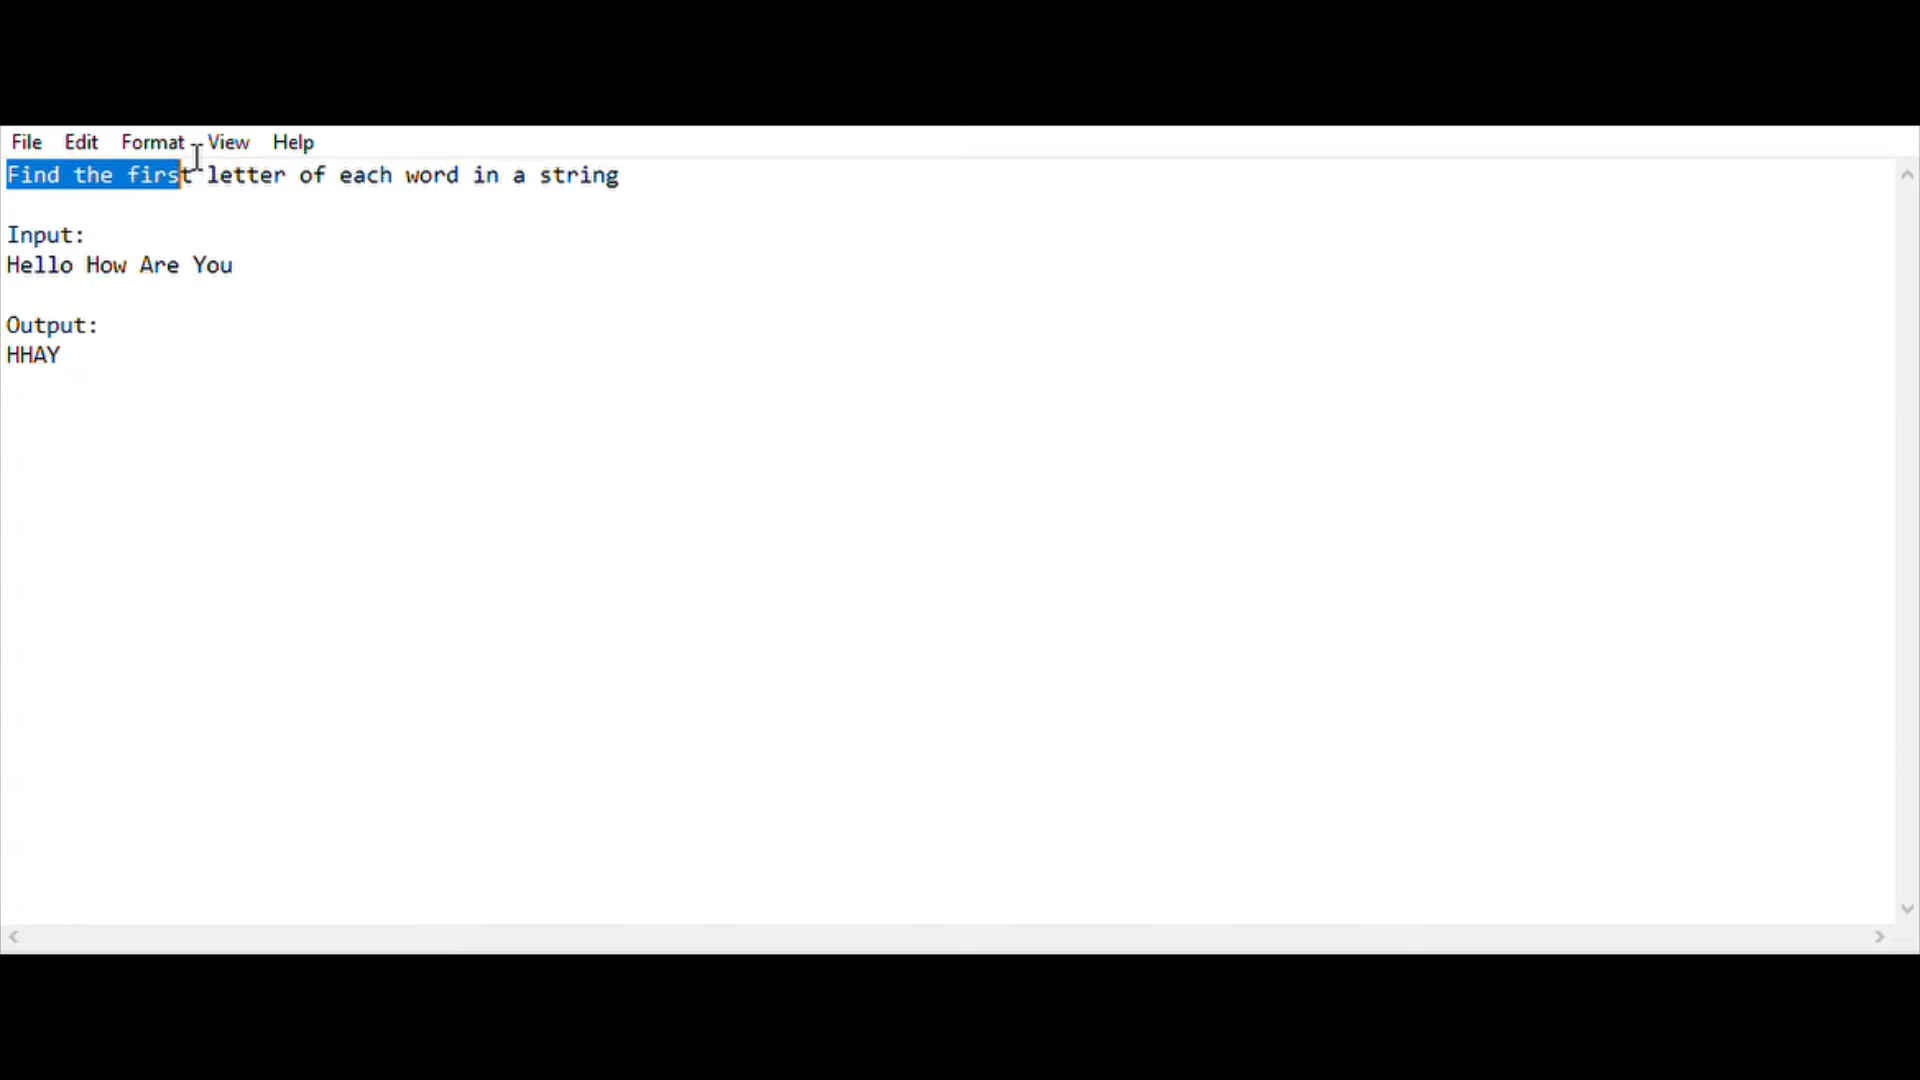 File Edit Format View Help
Find the first letter of each word in a string
Input:
Hello How Are You
Output:
HHAY